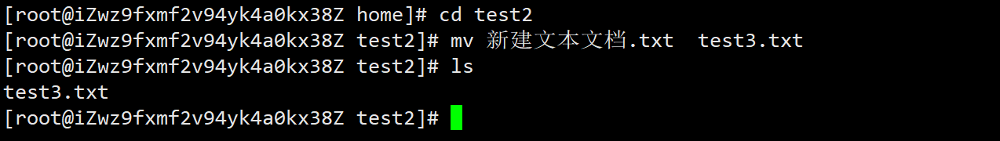 [root@iZwz9fxmf2v94yk4a0kx38Z home]# cd test2
[root@iZwz9fxmf2v94yk4a0kx38Z test2]# mv 新建文本文档.txt  test3.txt
[root@iZwz9fxmf2v94yk4a0kx38Z test2]# ls
test3.txt
[root@iZwz9fxmf2v94yk4a0kx38Z test2]#